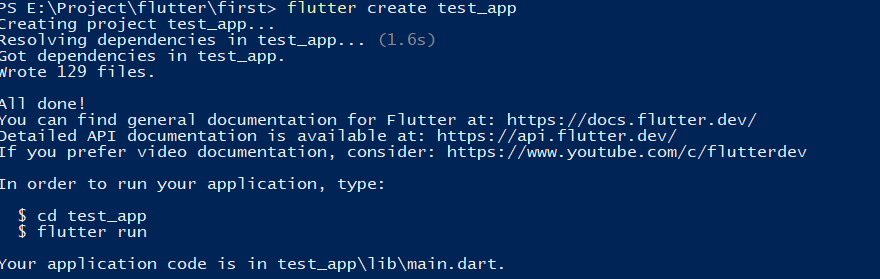 PS E:\Project\flutter\first> flutter create test_app
Creating project test_app...
Resolving dependencies in test_app... (1.6s)
Got dependencies in test_app.
Wrote 129 files.

All done!
You can find general documentation for Flutter at: https://docs.flutter.dev/
Detailed API documentation is available at: https://api.flutter.dev/
If you prefer video documentation, consider: https://www.youtube.com/c/flutterdev

In order to run your application, type:

  $ cd test_app
  $ flutter run

Your application code is in test_app\lib\main.dart.